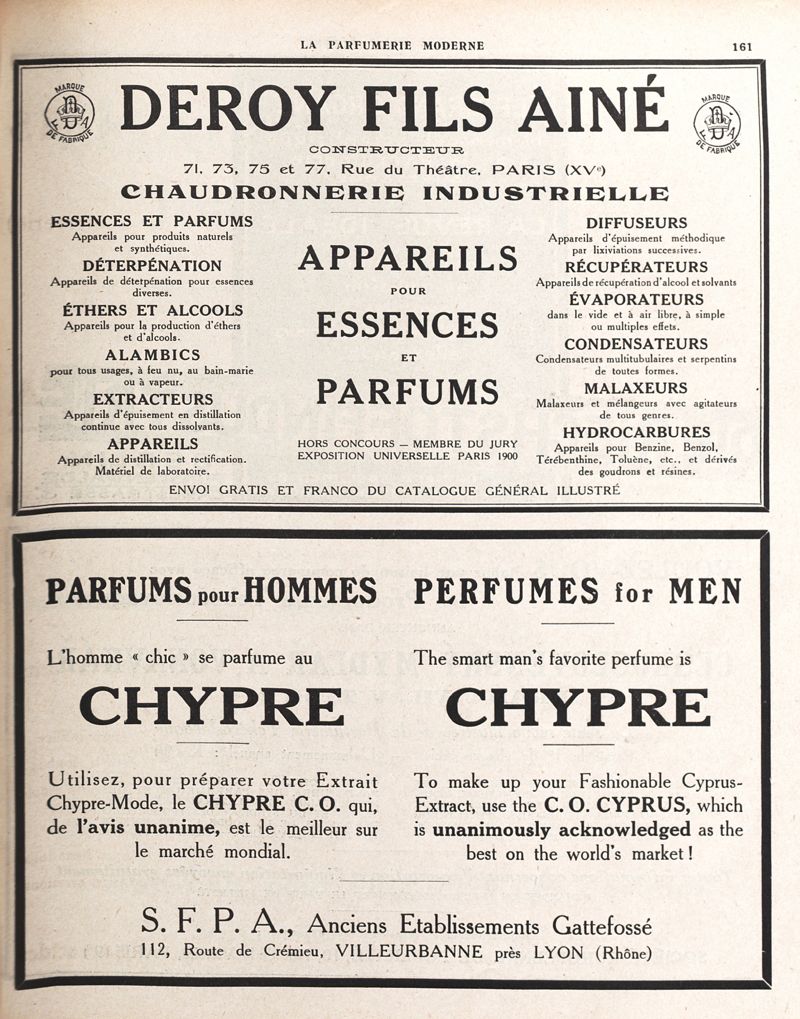 LA PARFUMERIE MODERNE
161
MARQUE
DE FABRIQUE
DEROY FILS AINÉ
MARQUE
DE FABRIQUE
CONSTRUCTEUR
71, 73, 75 et 77, Rue du Théâtre, PARIS (XVe)
CHAUDRONNERIE INDUSTRIELLE
ESSENCES ET PARFUMS
Appareils pour produits naturels
et synthétiques.
DÉTERPÉNATION
Appareils de déterpénation pour essences
diverses.
ÉTHERS ET ALCOOLS
Appareils pour la production d'éthers
et d'alcools.
ALAMBICS
pour tous usages, à feu nu, au bain-marie
ou à vapeur.
EXTRACTEURS
Appareils d'épuisement en distillation
continue avec tous dissolvants.
APPAREILS
Appareils de distillation et rectification.
Matériel de laboratoire.
APPAREILS
POUR
ESSENCES
ET
PARFUMS
HORS CONCOURS — MEMBRE DU JURY
EXPOSITION UNIVERSELLE PARIS 1900
DIFFUSEURS
Appareils d'épuisement méthodique
par lixiviations successives.
RÉCUPÉRATEURS
Appareils de récupération d'alcool et solvants
ÉVAPORATEURS
dans le vide et à air libre, à simple
ou multiples effets.
CONDENSATEURS
Condensateurs multitubulaires et serpentins
de toutes formes.
MALAXEURS
Malaxeurs et mélangeurs avec agitateurs
de tous genres.
HYDROCARBURES
Appareils pour Benzine, Benzol,
Térébenthine, Toluène, etc., et dérivés
des goudrons et résines.
ENVOI GRATIS ET FRANCO DU CATALOGUE GÉNÉRAL ILLUSTRÉ
PARFUMS pour HOMMES
L'homme « chic » se parfume au
CHYPRE
Utilisez, pour préparer votre Extrait
Chypre-Mode, le CHYPRE C. O. qui,
de l'avis unanime, est le meilleur sur
le marché mondial.
PERFUMES for MEN
The smart man's favorite perfume is
CHYPRE
To make up your Fashionable Cyprus-
Extract, use the C. O. CYPRUS, which
is unanimously acknowledged as the
best on the world's market !
S. F. P. A., Anciens Etablissements Gattefossé
112, Route de Crémieu, VILLEURBANNE près LYON (Rhône)